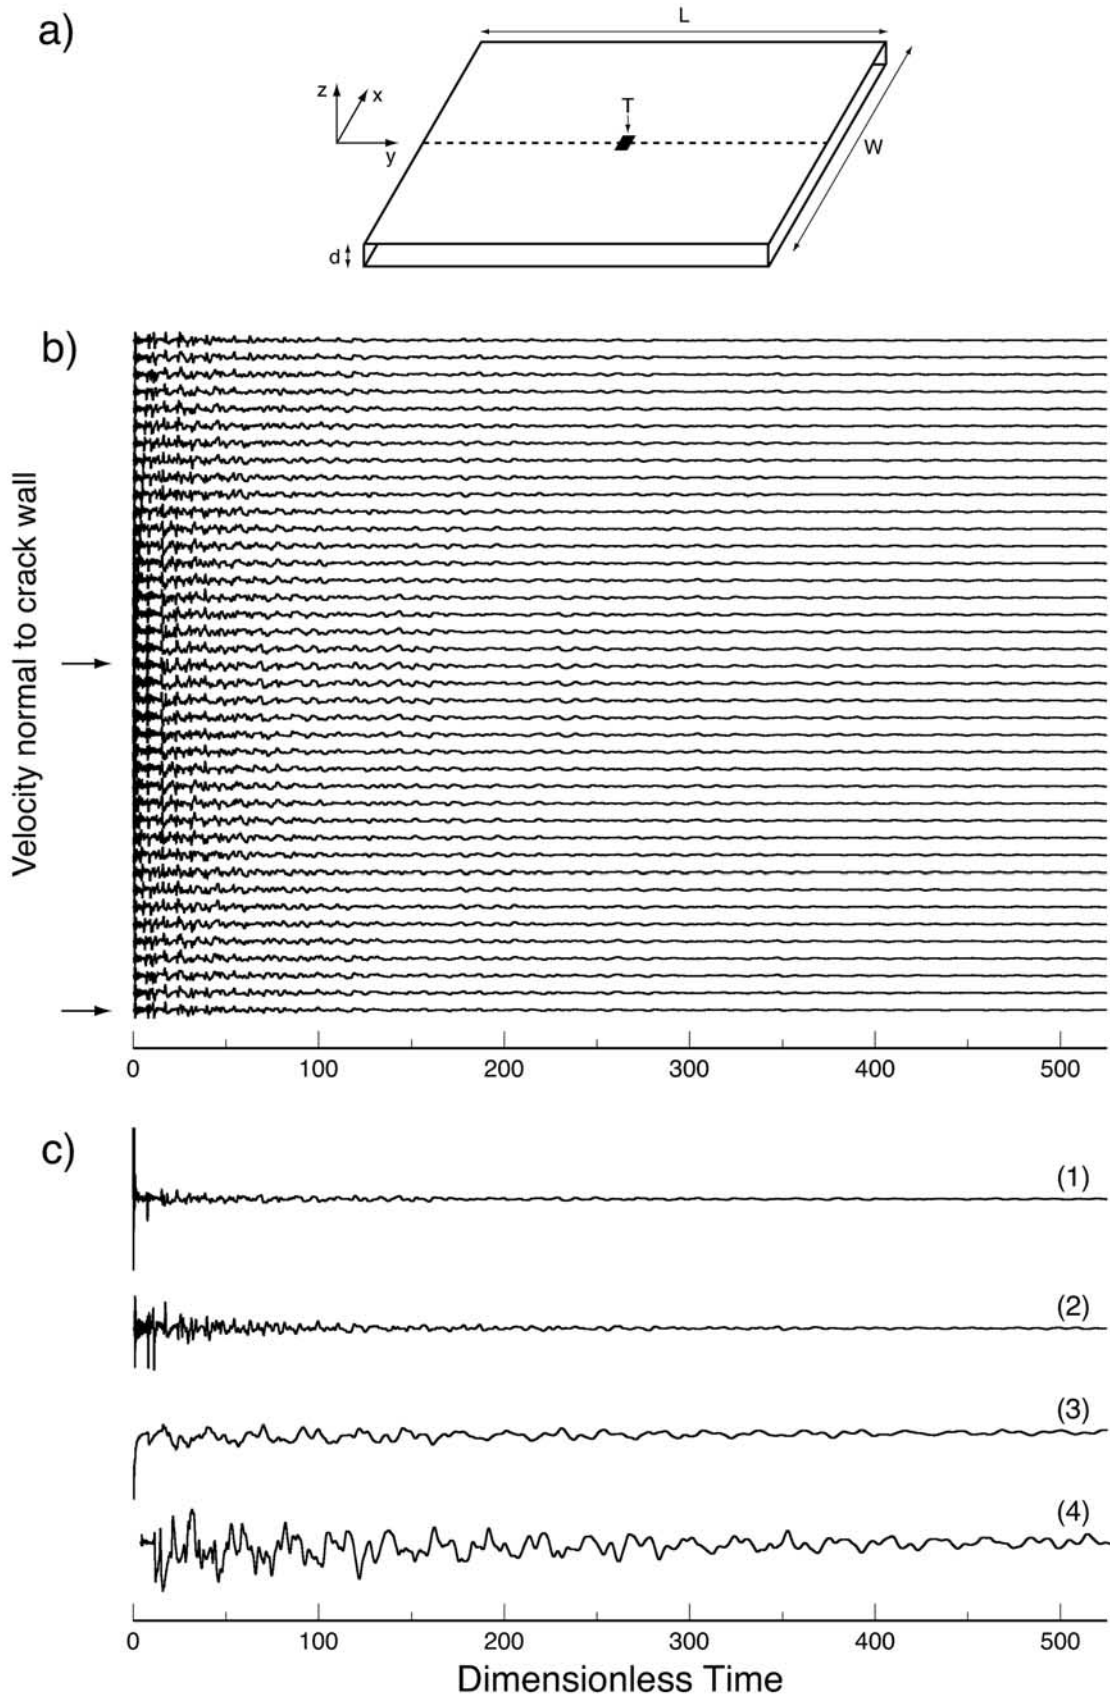 a)
L
z
x
y
T
W
d
b)
Velocity normal to crack wall
0 100 200 300 400 500
c)
(1)
(2)
(3)
(4)
0 100 200 300 400 500
Dimensionless Time